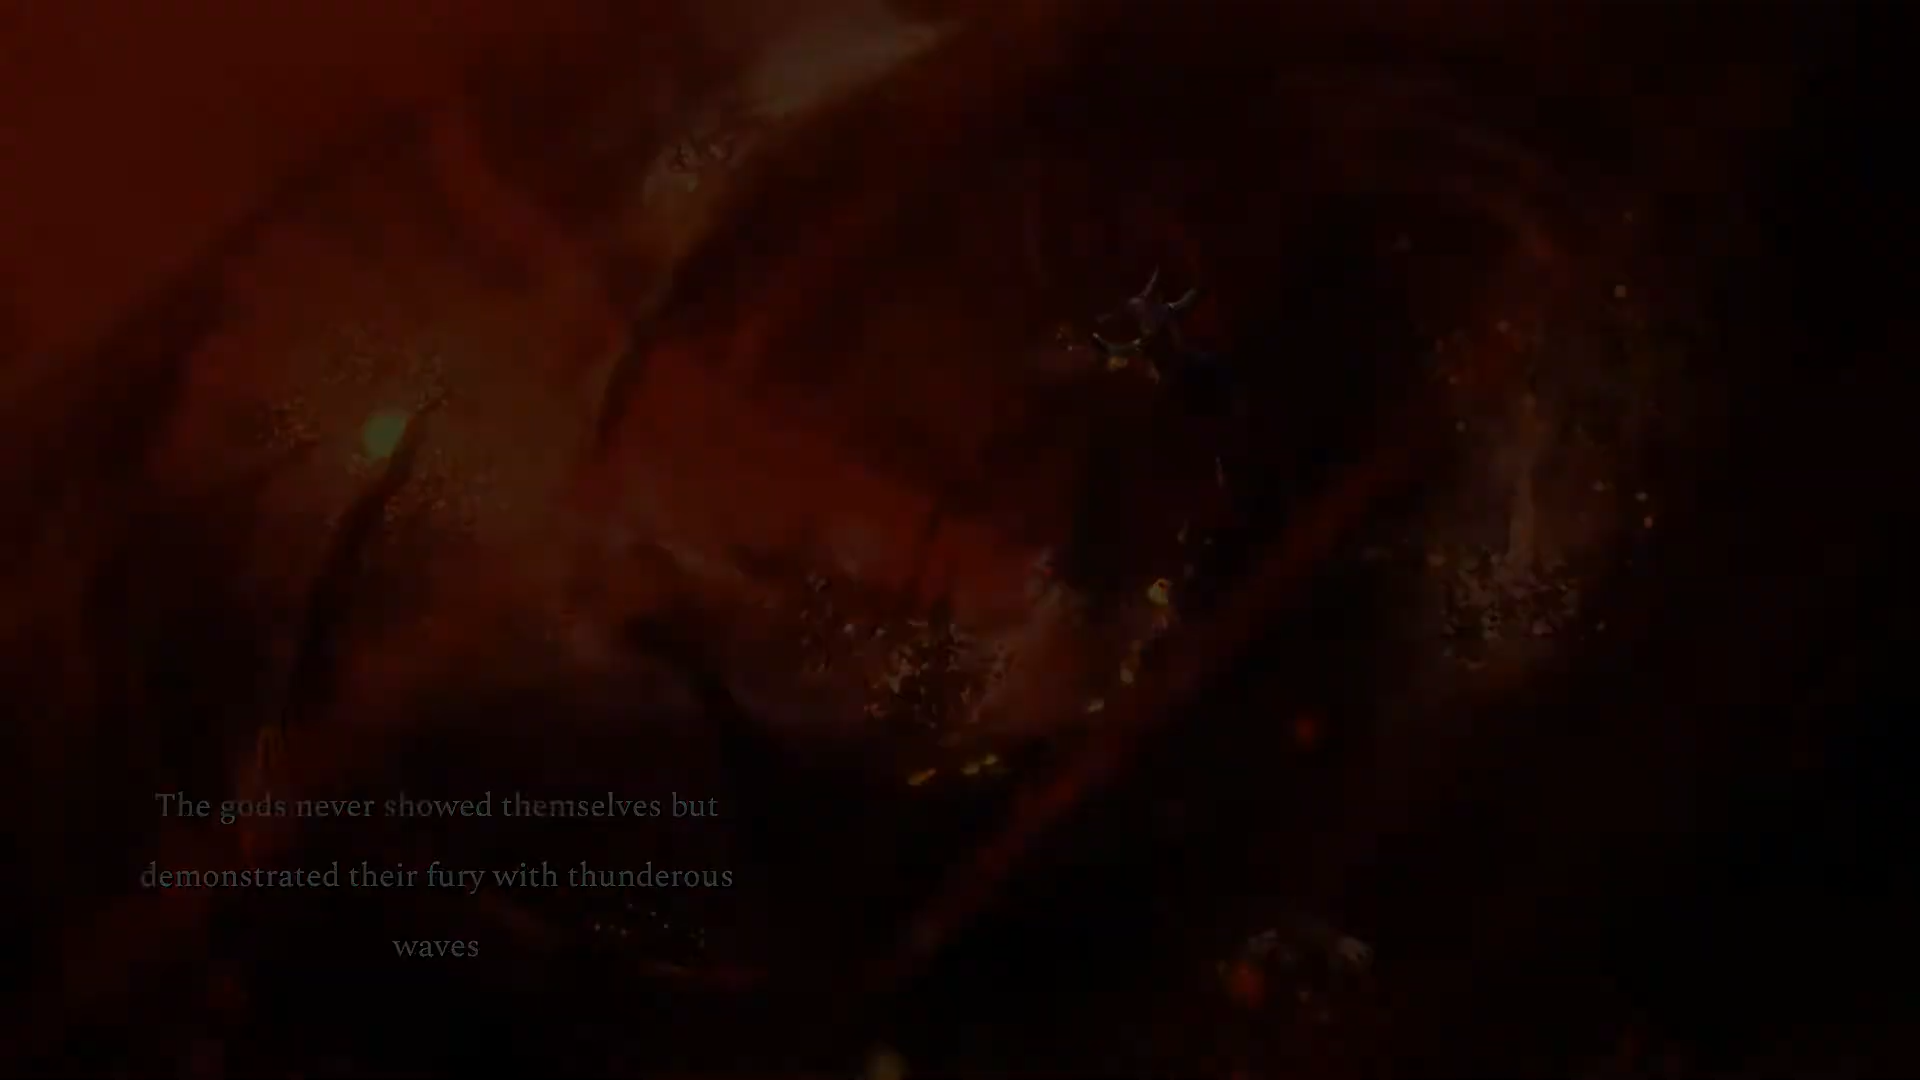 The gods never showed themselves but
demonstrated their fury with thunderous
waves